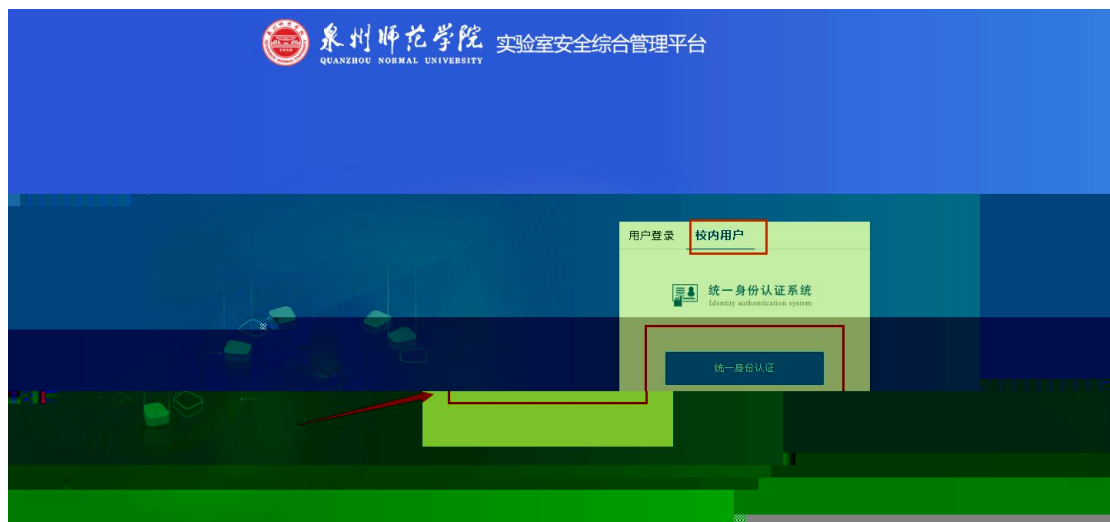 泉州师范学院 实验室安全综合管理平台
QUANZHOU NORMAL UNIVERSITY
用户登录 校内用户
统一身份认证系统
Identity authentication system
统一身份认证